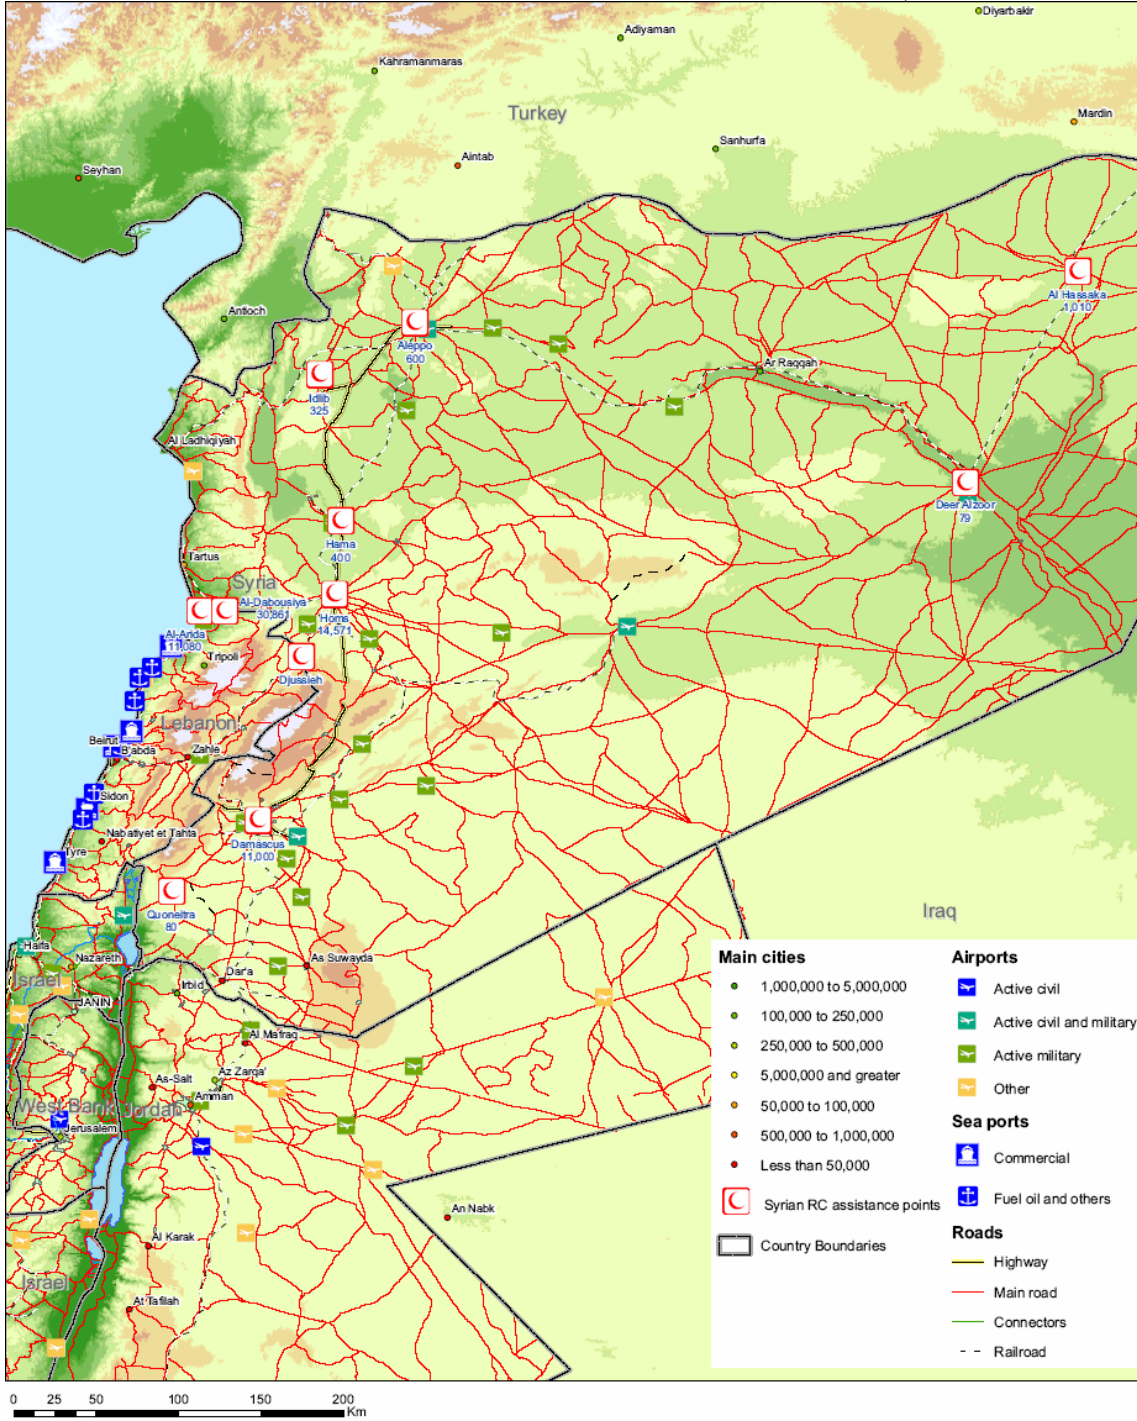 Diyarbakir
Adiyaman
Kahramanmaras
Turkey
Mardin
Sanhurfa
Aintab
Seyhan
Al Hassaka
1,010
Antioch
Aleppo
600
Ar Raqqah
Idlib
325
Al Ladhiqiyah
Deer Alzoor
79
Hama
400
Tartus
Syria
Al-Dabousiya
30,861
Homs
14,571
Al-Arida
11,080
Tripoli
Djussieh
Lebanon
Beirut
B'abda
Zahle
Sidon
Damascus
11,000
Nabatiyet et Tahta
Tyre
Quoneitra
80
Iraq
Haifa
Nazareth
As Suwayda
Dar'a
Israel
Irbid
JANIN
Al Mafraq
As-Salt
Az Zarqa'
Amman
West Bank
Jordan
Jerusalem
An Nabk
Al Karak
Israel
At Tafilah
Main cities
1,000,000 to 5,000,000
100,000 to 250,000
250,000 to 500,000
5,000,000 and greater
50,000 to 100,000
500,000 to 1,000,000
Less than 50,000
Syrian RC assistance points
Country Boundaries
Airports
Active civil
Active civil and military
Active military
Other
Sea ports
Commercial
Fuel oil and others
Roads
Highway
Main road
Connectors
Railroad
0 25 50 100 150 200
Km